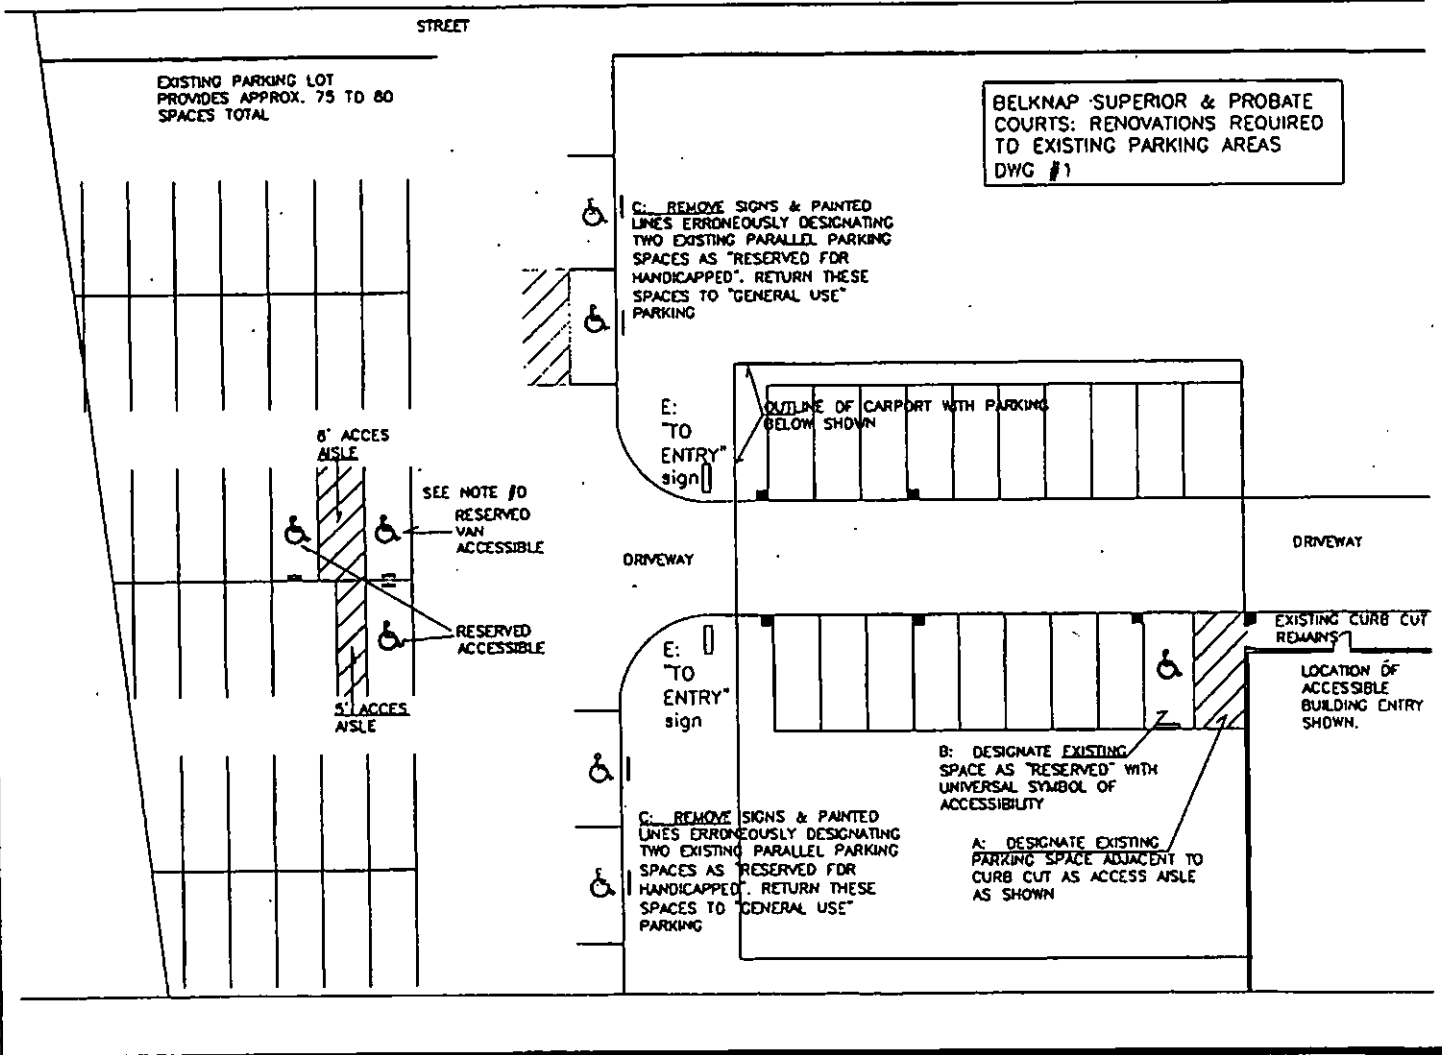 STREET
EXISTING PARKING LOT
PROVIDES APPROX. 75 TO 80
SPACES TOTAL
BELKNAP SUPERIOR & PROBATE
COURTS: RENOVATIONS REQUIRED
TO EXISTING PARKING AREAS
DWG #1
C: REMOVE SIGNS & PAINTED
LINES ERRONEOUSLY DESIGNATING
TWO EXISTING PARALLEL PARKING
SPACES AS "RESERVED FOR
HANDICAPPED". RETURN THESE
SPACES TO "GENERAL USE"
PARKING
E:
"TO
ENTRY"
sign
OUTLINE OF CARPORT WITH PARKING
BELOW SHOWN
8' ACCES
AISLE
SEE NOTE #D
RESERVED
VAN
ACCESSIBLE
DRIVEWAY
DRIVEWAY
RESERVED
ACCESSIBLE
5' ACCES
AISLE
E:
"TO
ENTRY"
sign
EXISTING CURB CUT
REMAINS
LOCATION OF
ACCESSIBLE
BUILDING ENTRY
SHOWN.
B: DESIGNATE EXISTING
SPACE AS "RESERVED" WITH
UNIVERSAL SYMBOL OF
ACCESSIBILITY
C: REMOVE SIGNS & PAINTED
LINES ERRONEOUSLY DESIGNATING
TWO EXISTING PARALLEL PARKING
SPACES AS "RESERVED FOR
HANDICAPPED". RETURN THESE
SPACES TO "GENERAL USE"
PARKING
A: DESIGNATE EXISTING
PARKING SPACE ADJACENT TO
CURB CUT AS ACCESS AISLE
AS SHOWN